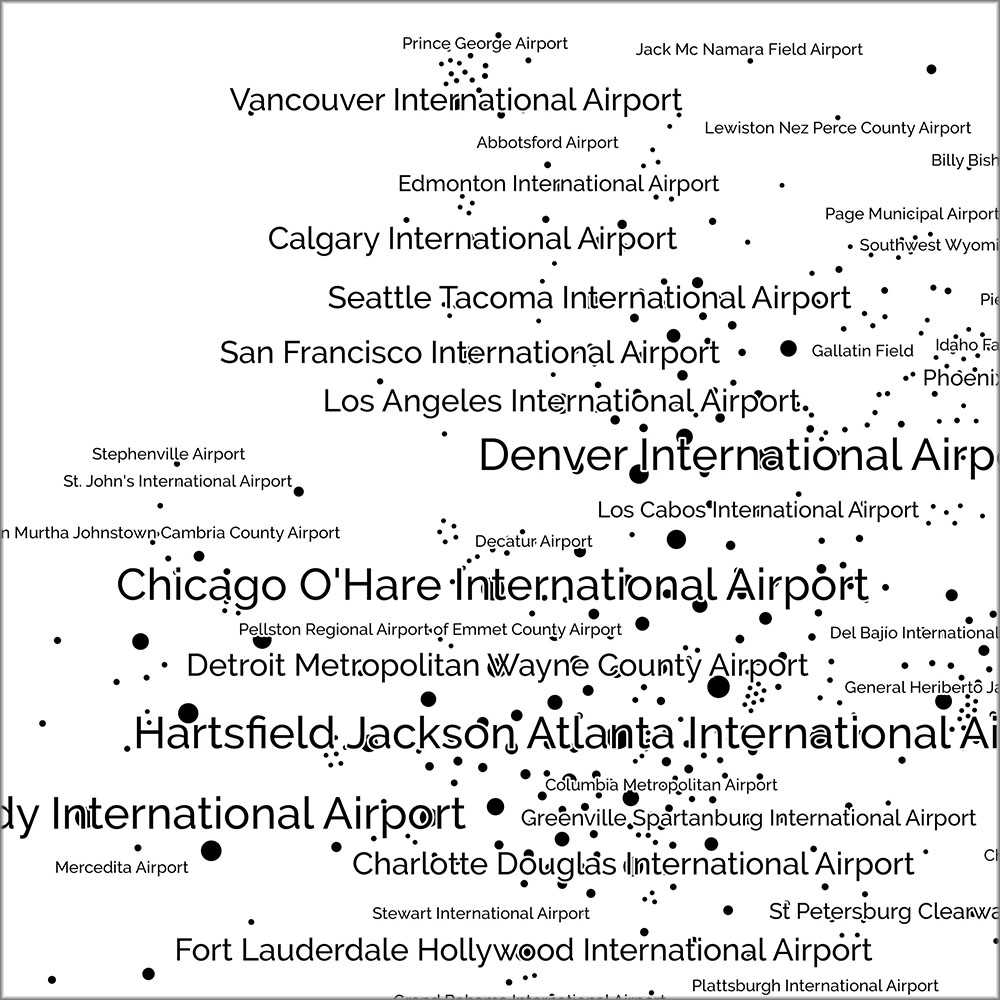 Prince George Airport
Jack Mc Namara Field Airport
Vancouver International Airport
Lewiston Nez Perce County Airport
Abbotsford Airport
Billy Bish
Edmonton International Airport
Page Municipal Airport
Calgary International Airport
Southwest Wyomi
Seattle Tacoma International Airport
Pie
San Francisco International Airport
Gallatin Field
Idaho Fa
Phoenix
Los Angeles International Airport
Stephenville Airport
Denver International Airp
St. John's International Airport
Los Cabos International Airport
n Murtha Johnstown Cambria County Airport
Decatur Airport
Chicago O'Hare International Airport
Pellston Regional Airport of Emmet County Airport
Del Bajío International
Detroit Metropolitan Wayne County Airport
General Heriberto Ja
Hartsfield Jackson Atlanta International Ai
Columbia Metropolitan Airport
dy International Airport
Greenville Spartanburg International Airport
Mercedita Airport
Charlotte Douglas International Airport
Ch
Stewart International Airport
St Petersburg Clearwa
Fort Lauderdale Hollywood International Airport
Plattsburgh International Airport
Grand Bahama International Airport